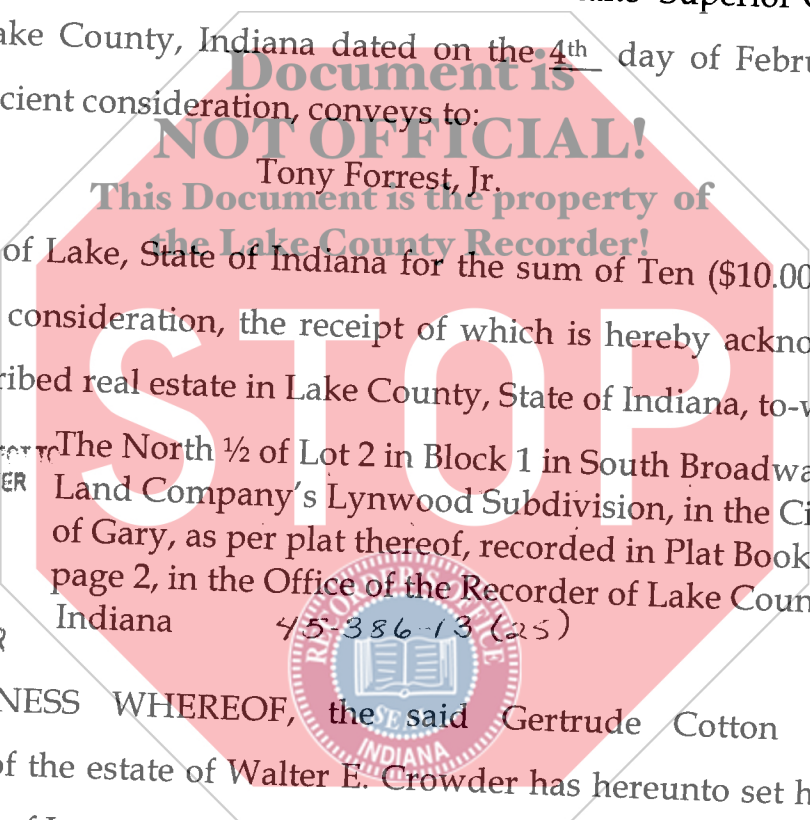 Superior
ake County, Indiana dated on the 4th day of Febru
Document is
cient consideration, conveys to:
NOT OFFICIAL!
Tony Forrest, Jr.
This Document is the property of
the Lake County Recorder!
of Lake, State of Indiana for the sum of Ten ($10.00
consideration, the receipt of which is hereby ackno
ribed real estate in Lake County, State of Indiana, to-w
STOP
The North ½ of Lot 2 in Block 1 in South Broadwa
ER Land Company's Lynwood Subdivision, in the Ci
of Gary, as per plat thereof, recorded in Plat Book
page 2, in the Office of the Recorder of Lake Coun
Indiana 45-386-13 (25)
R
NESS WHEREOF, the said Gertrude Cotton
SEAL
INDIANA
of the estate of Walter E. Crowder has hereunto set h